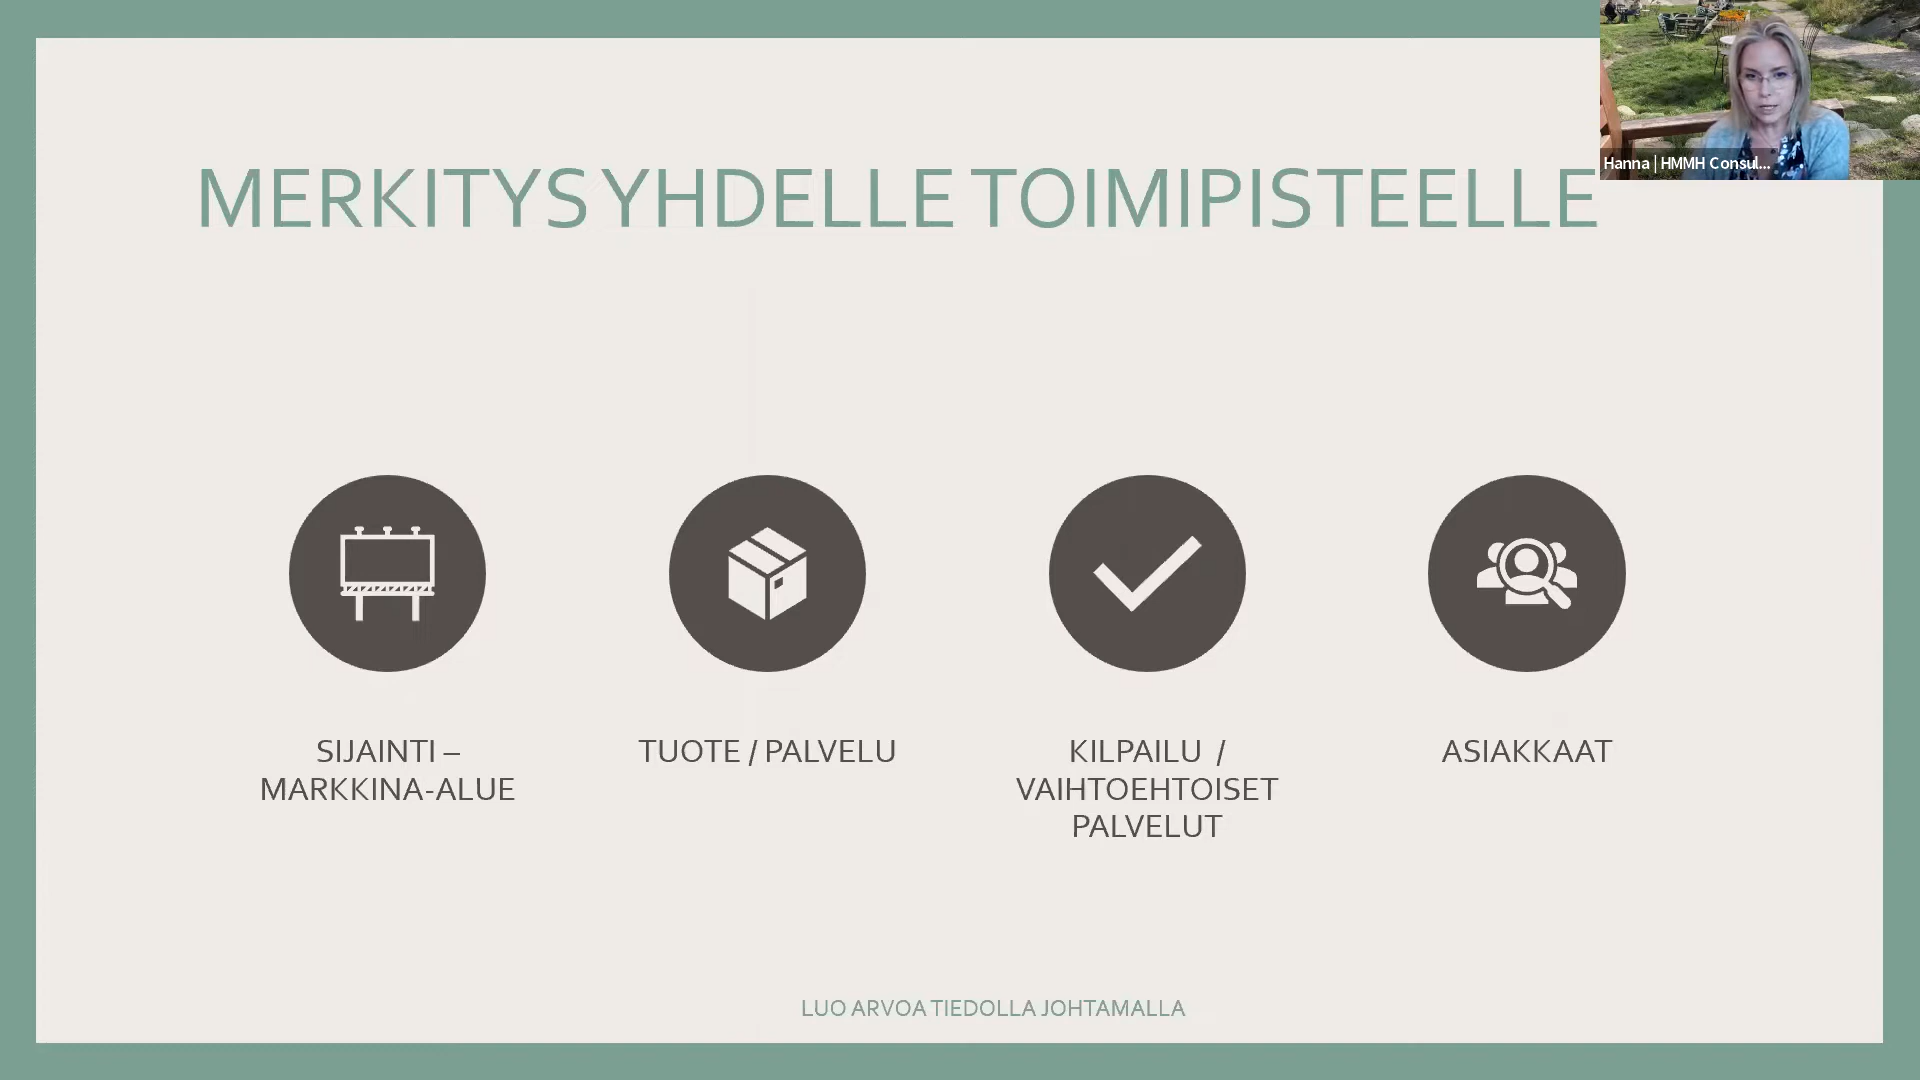 MERKITYS YHDELLE TOIMIPISTEELLE
Hanna | HMMH Consul...
SIJAINTI –
MARKKINA-ALUE
TUOTE / PALVELU
KILPAILU /
VAIHTOEHTOISET
PALVELUT
ASIAKKAAT
LUO ARVOA TIEDOLLA JOHTAMALLA